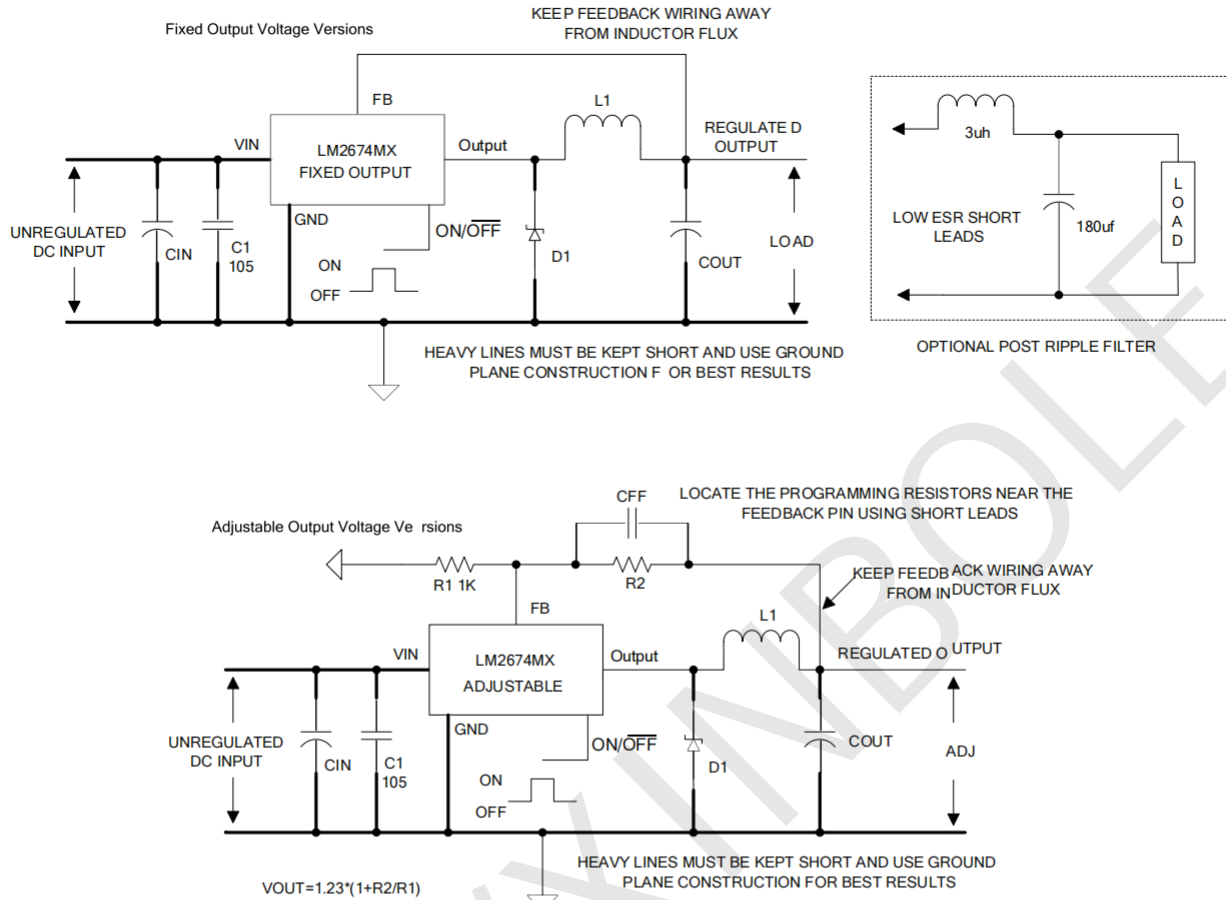 Fixed Output Voltage Versions
KEEP FEEDBACK WIRING AWAY
FROM INDUCTOR FLUX
FB
L1
VIN
LM2674MX
FIXED OUTPUT
Output
REGULATE D
OUTPUT
GND
ON/OFF
UNREGULATED
DC INPUT
CIN
C1
105
ON
OFF
D1
COUT
LOAD
HEAVY LINES MUST BE KEPT SHORT AND USE GROUND
PLANE CONSTRUCTION F OR BEST RESULTS
3uh
LOW ESR SHORT
LEADS
180uf
LOAD
OPTIONAL POST RIPPLE FILTER
Adjustable Output Voltage Ve rsions
CFF
LOCATE THE PROGRAMMING RESISTORS NEAR THE
FEEDBACK PIN USING SHORT LEADS
R1 1K
R2
KEEP FEEDB ACK WIRING AWAY
FROM IN DUCTOR FLUX
FB
L1
VIN
LM2674MX
ADJUSTABLE
Output
REGULATED O UTPUT
GND
ON/OFF
UNREGULATED
DC INPUT
CIN
C1
105
ON
OFF
D1
COUT
ADJ
HEAVY LINES MUST BE KEPT SHORT AND USE GROUND
PLANE CONSTRUCTION FOR BEST RESULTS
VOUT=1.23*(1+R2/R1)
XINBOLE